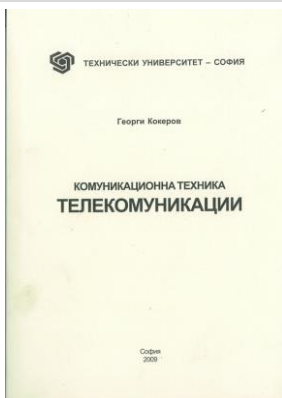 ТЕХНИЧЕСКИ УНИВЕРСИТЕТ – СОФИЯ
Георги Кокеров
КОМУНИКАЦИОННА ТЕХНИКА
ТЕЛЕКОМУНИКАЦИИ
София
2009